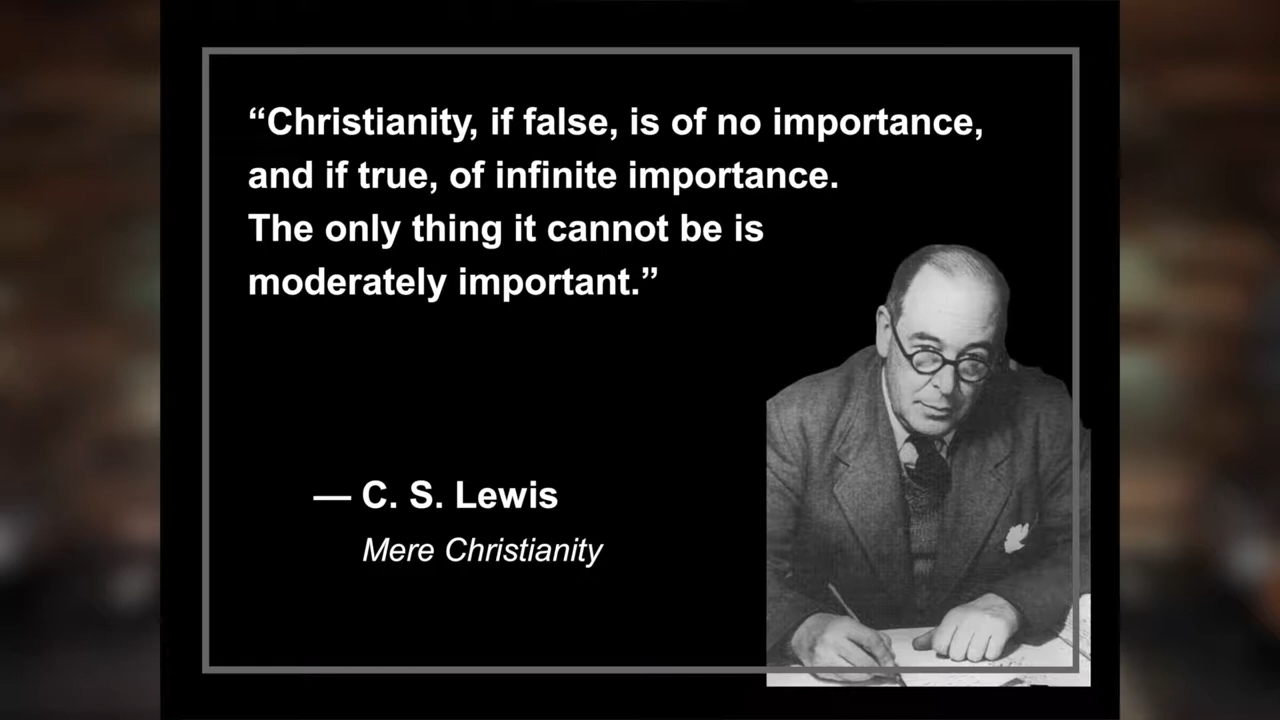 “Christianity, if false, is of no importance,
and if true, of infinite importance.
The only thing it cannot be is
moderately important.”
— C. S. Lewis
Mere Christianity